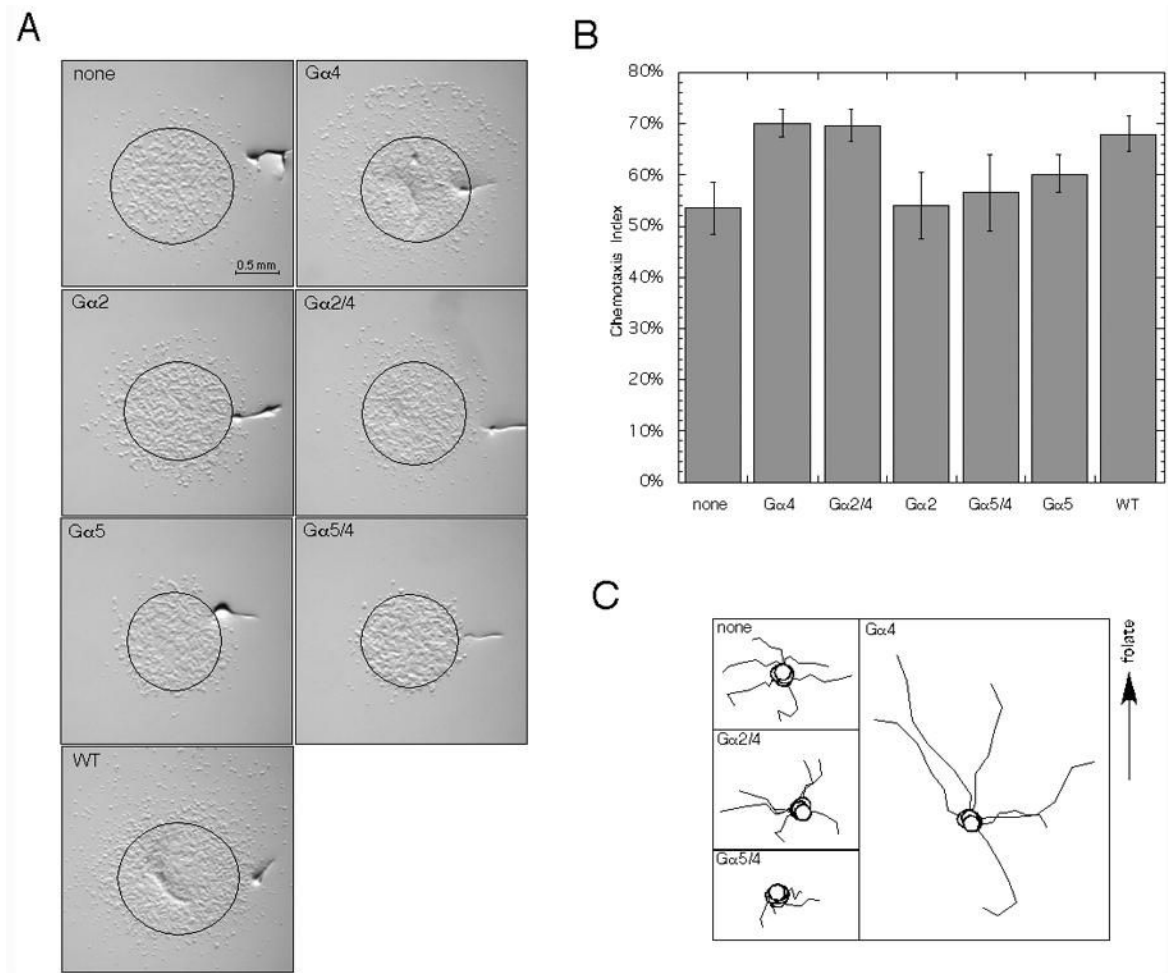 A
none
Gα4
0.5 mm
Gα2
Gα2/4
Gα5
Gα5/4
WT
B
80%
70%
60%
50%
40%
30%
20%
10%
0%
Chemotaxis Index
none Gα4 Gα2/4 Gα2 Gα5/4 Gα5 WT
C
none
Gα4
Gα2/4
Gα5/4
folate